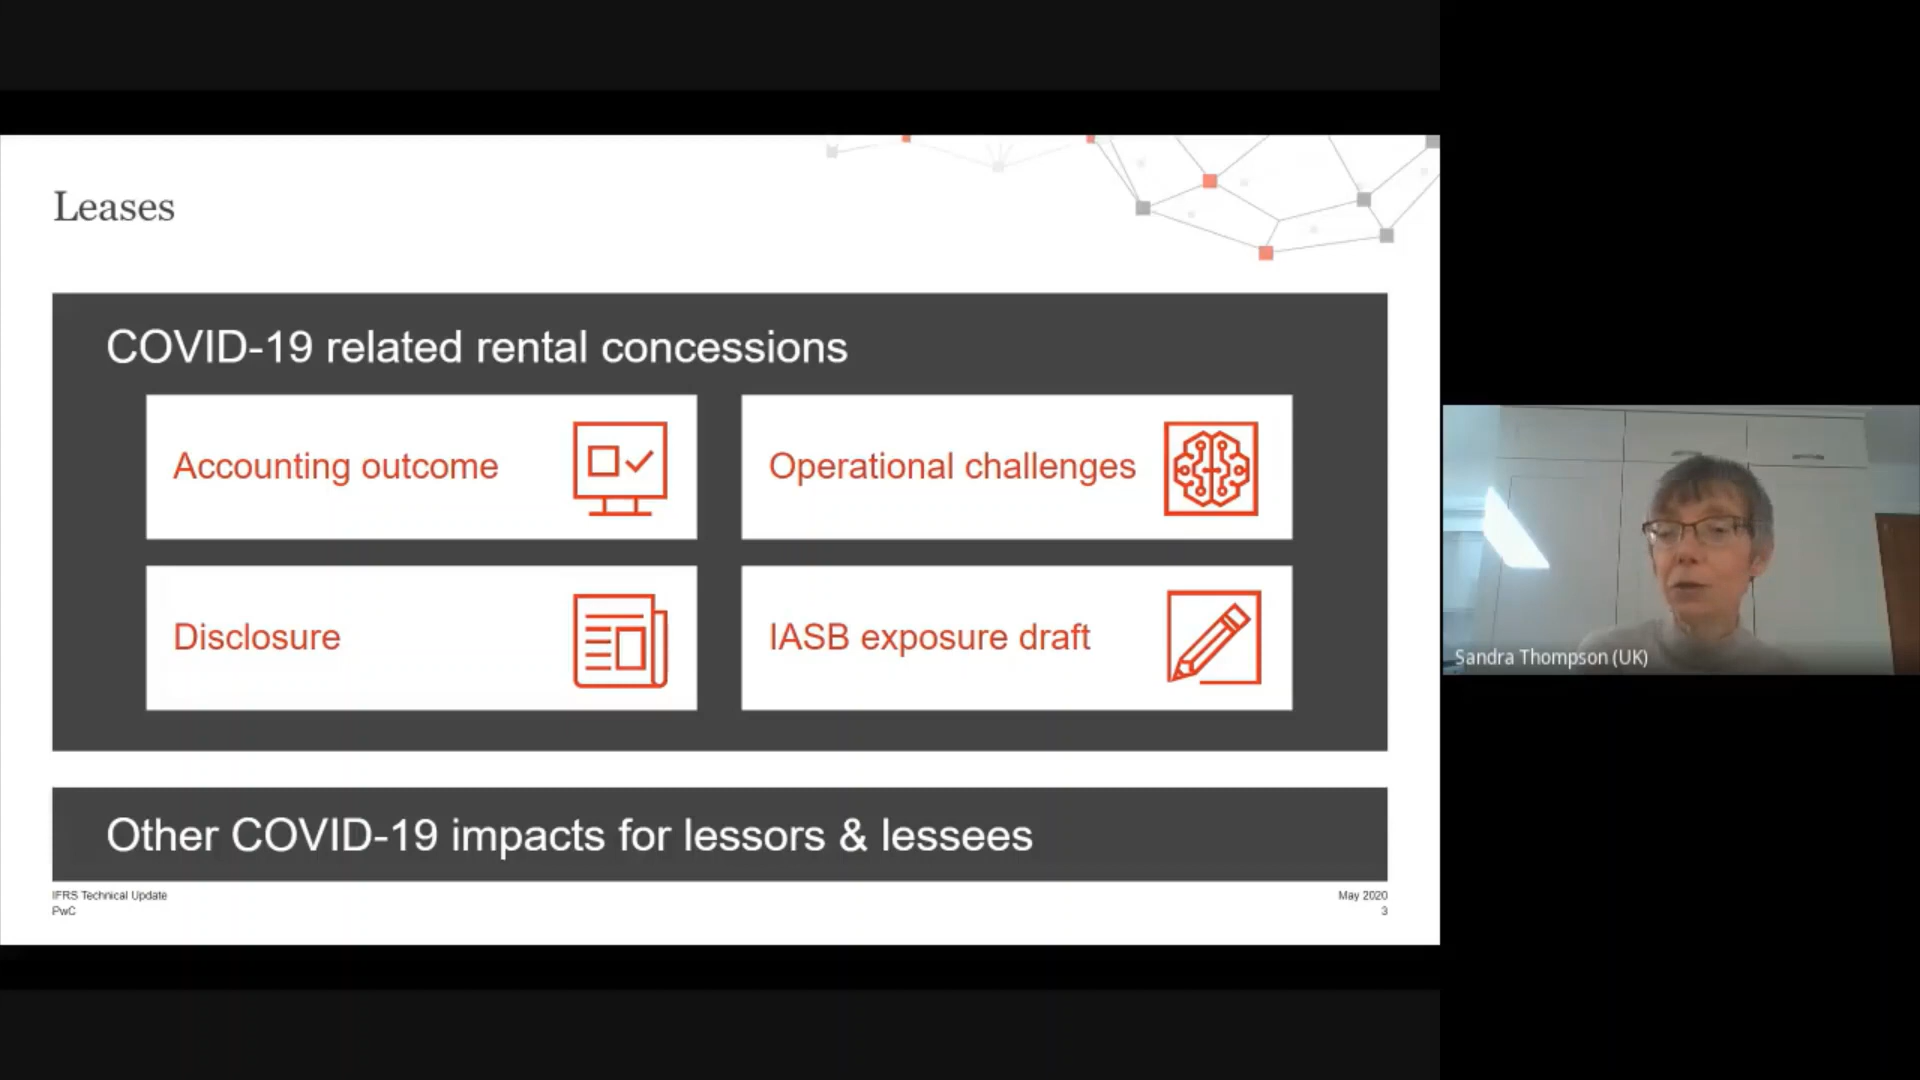 Leases
COVID-19 related rental concessions
Accounting outcome
Operational challenges
Disclosure
IASB exposure draft
Other COVID-19 impacts for lessors & lessees
IFRS Technical Update
PwC
May 2020
3
Sandra Thompson (UK)